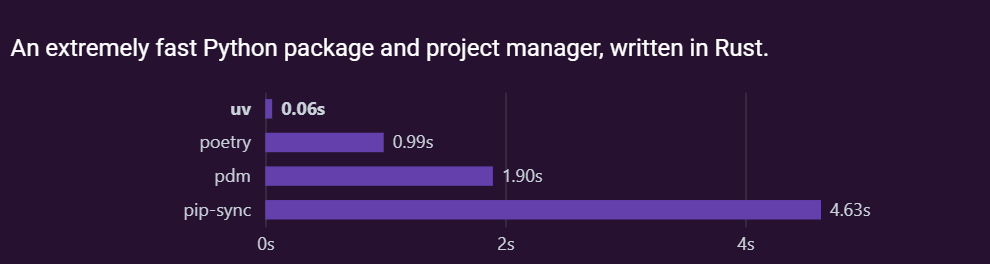 An extremely fast Python package and project manager, written in Rust.
uv 0.06s
poetry 0.99s
pdm 1.90s
pip-sync 4.63s
0s 2s 4s